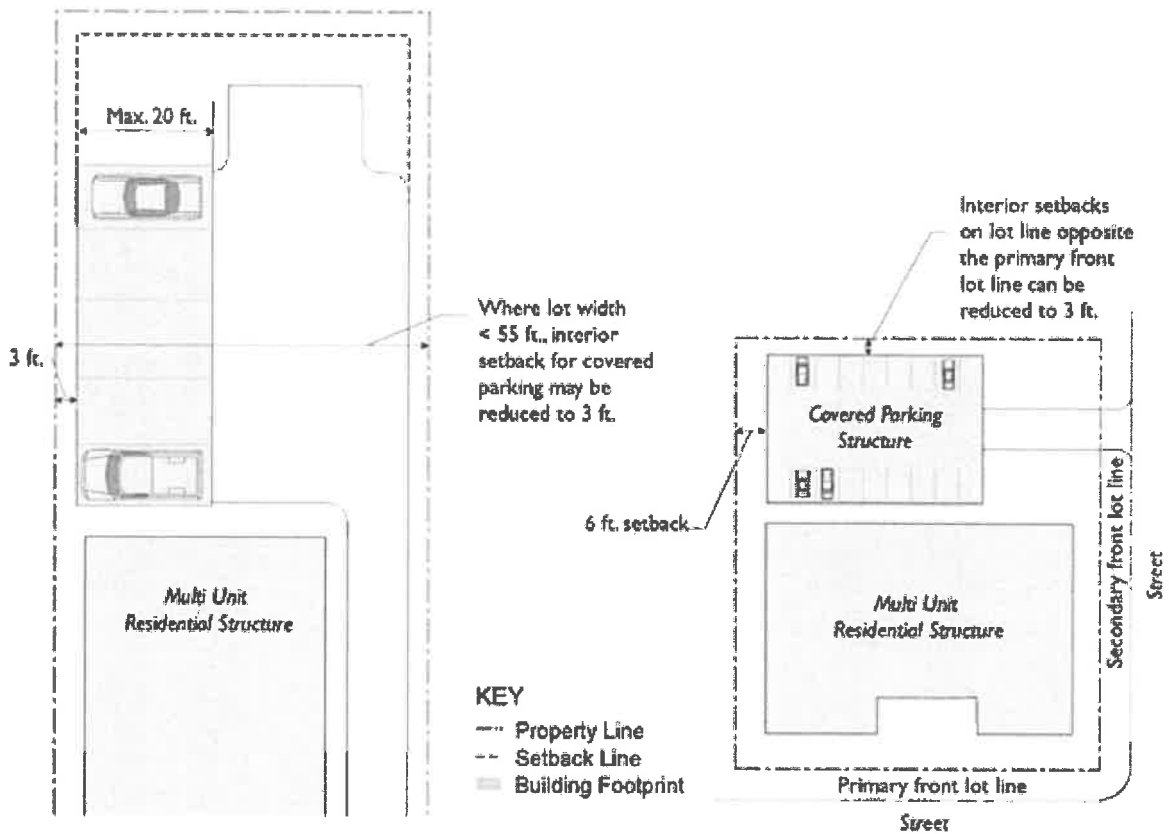 Max. 20 ft.
3 ft.
Where lot width
< 55 ft., interior
setback for covered
parking may be
reduced to 3 ft.
Multi Unit
Residential Structure
KEY
Property Line
Setback Line
Building Footprint
Interior setbacks
on lot line opposite
the primary front
lot line can be
reduced to 3 ft.
Covered Parking
Structure
6 ft. setback
Multi Unit
Residential Structure
Secondary front lot line
Street
Primary front lot line
Street